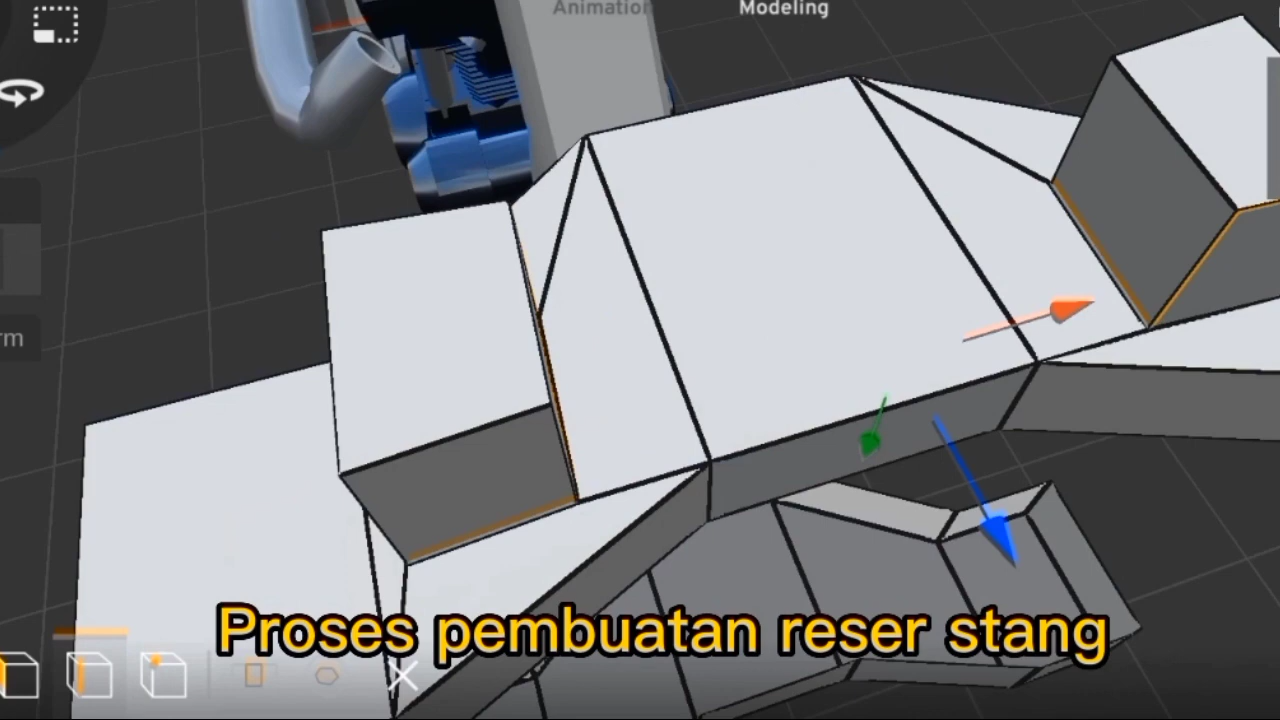 Animation
Modeling
rm
Proses pembuatan reser stang